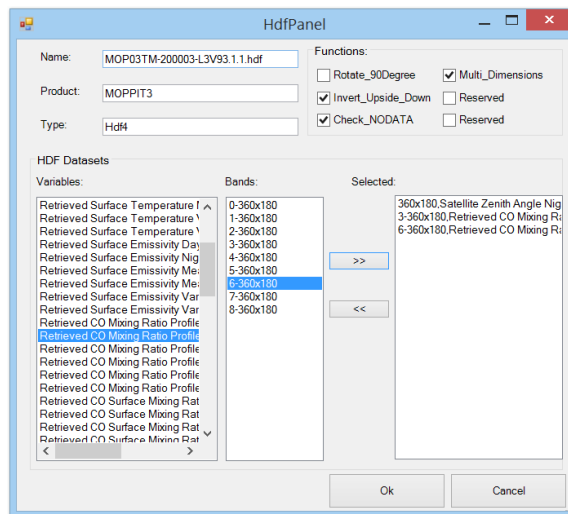 HdfPanel
Name:
MOP03TM-200003-L3V93.1.1.hdf
Product:
MOPPIT3
Type:
Hdf4
Functions:
Rotate_90Degree
Multi_Dimensions
Invert_Upside_Down
Reserved
Check_NODATA
Reserved
HDF Datasets
Variables:
Retrieved Surface Temperature
Retrieved Surface Temperature
Retrieved Surface Temperature
Retrieved Surface Emissivity Day
Retrieved Surface Emissivity Nig
Retrieved Surface Emissivity Me
Retrieved Surface Emissivity Me
Retrieved Surface Emissivity Var
Retrieved Surface Emissivity Var
Retrieved CO Mixing Ratio Profile
Retrieved CO Mixing Ratio Profile
Retrieved CO Mixing Ratio Profile
Retrieved CO Mixing Ratio Profile
Retrieved CO Mixing Ratio Profile
Retrieved CO Mixing Ratio Profile
Retrieved CO Surface Mixing Rat
Retrieved CO Surface Mixing Rat
Retrieved CO Surface Mixing Rat
Retrieved CO Surface Mixing Rat
Bands:
0-360x180
1-360x180
2-360x180
3-360x180
4-360x180
5-360x180
6-360x180
7-360x180
8-360x180
>>
<<
Selected:
360x180,Satellite Zenith Angle Nig
3-360x180,Retrieved CO Mixing Ra
6-360x180,Retrieved CO Mixing Ra
Ok
Cancel